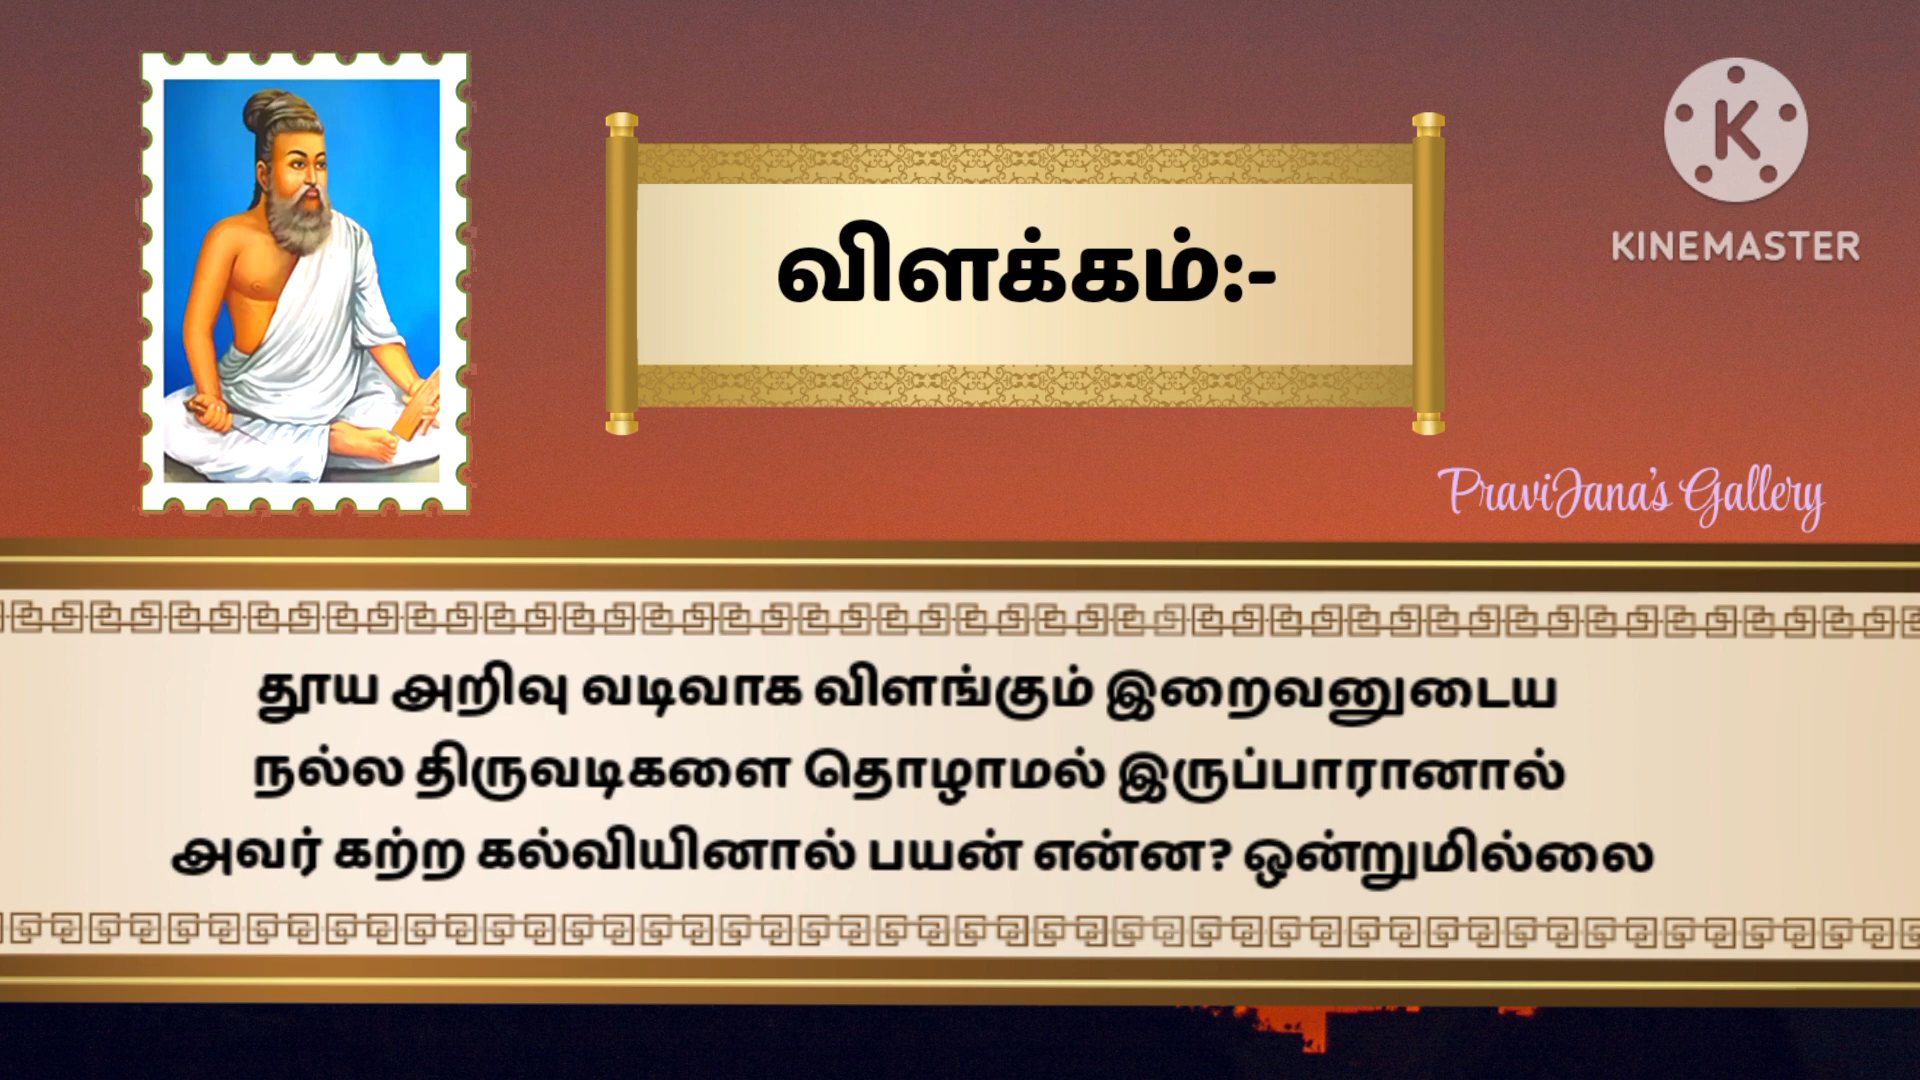 விளக்கம்:-
K
KINEMASTER
PraviJana's Gallery
தூய அறிவு வடிவாக விளங்கும் இறைவனுடைய
நல்ல திருவடிகளை தொழாமல் இருப்பாரானால்
அவர் கற்ற கல்வியினால் பயன் என்ன? ஒன்றுமில்லை